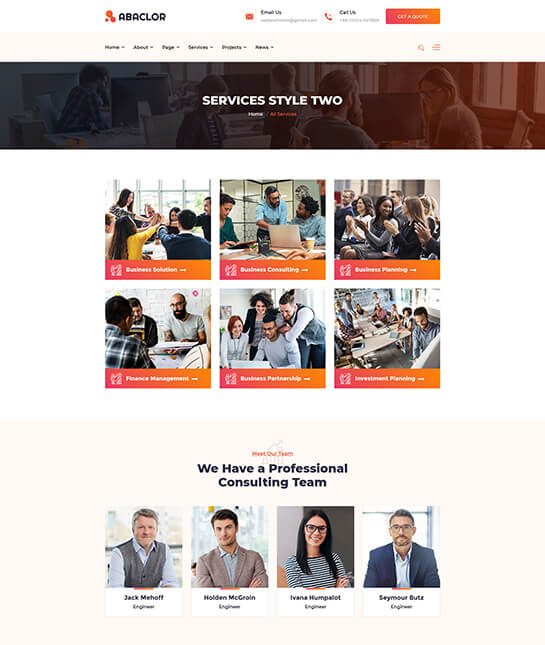 ABACLOR
Email Us
Call Us
GET A QUOTE
Home About Page Services Projects News
SERVICES STYLE TWO
Home / All Services
Business Solution
Business Consulting
Business Planning
Finance Management
Business Partnership
Investment Planning
Meet Our Team
We Have a Professional
Consulting Team
Jack Mehoff
Engineer
Holden McGroin
Engineer
Ivana Humpalot
Engineer
Seymour Butz
Engineer